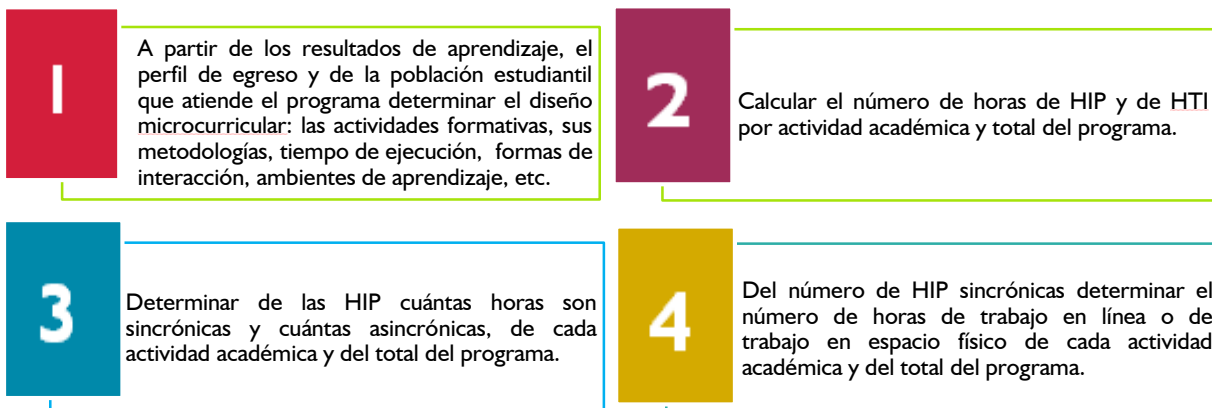 1
A partir de los resultados de aprendizaje, el
perfil de egreso y de la población estudiantil
que atiende el programa determinar el diseño
microcurricular: las actividades formativas, sus
metodologías, tiempo de ejecución, formas de
interacción, ambientes de aprendizaje, etc.
2
Calcular el número de horas de HIP y de HTI
por actividad académica y total del programa.
3
Determinar de las HIP cuántas horas son
sincrónicas y cuántas asincrónicas, de cada
actividad académica y del total del programa.
4
Del número de HIP sincrónicas determinar el
número de horas de trabajo en línea o de
trabajo en espacio físico de cada actividad
académica y del total del programa.